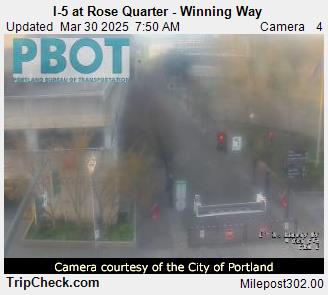 I-5 at Rose Quarter - Winning Way
Updated Mar 30 2025 7:50 AM Camera 4
PBOT
PORTLAND BUREAU OF TRANSPORTATION
Camera courtesy of the City of Portland
TripCheck.com Milepost302.00